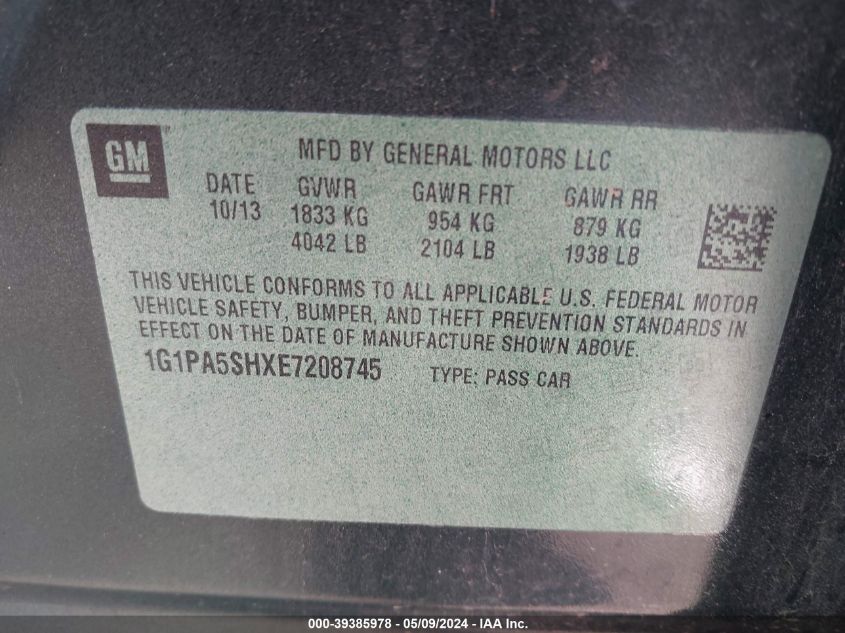 GM
MFD BY GENERAL MOTORS LLC
DATE GVWR GAWR FRT GAWR RR
10/13 1833 KG 954 KG 879 KG
4042 LB 2104 LB 1938 LB
THIS VEHICLE CONFORMS TO ALL APPLICABLE U.S. FEDERAL MOTOR
VEHICLE SAFETY, BUMPER, AND THEFT PREVENTION STANDARDS IN
EFFECT ON THE DATE OF MANUFACTURE SHOWN ABOVE.
1G1PA5SHXE7208745 TYPE: PASS CAR
000-39385978 - 05/09/2024 - IAA Inc.